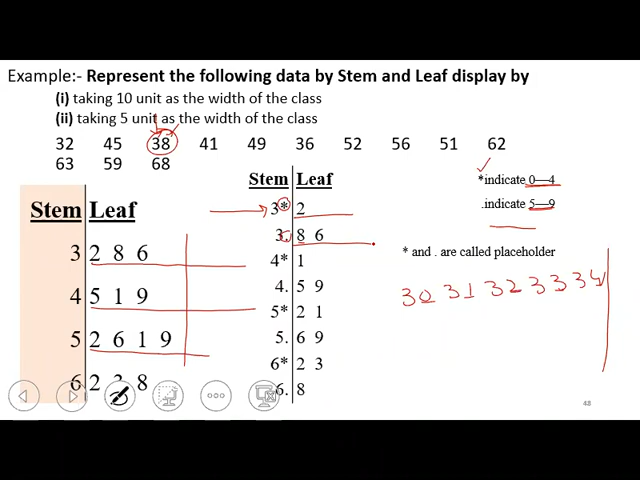 Example:- Represent the following data by Stem and Leaf display by
(i) taking 10 unit as the width of the class
(ii) taking 5 unit as the width of the class
32 45 38 41 49 36 52 56 51 62
63 59 68
Stem Leaf
3 2 8 6
4 5 1 9
5 2 6 1 9
6 2 3 8
Stem Leaf
3* 2
3. 8 6
4* 1
4. 5 9
5* 2 1
5. 6 9
6* 2 3
6. 8
*indicate 0—4
.indicate 5—9
* and . are called placeholder
30 31 32 33 34
48